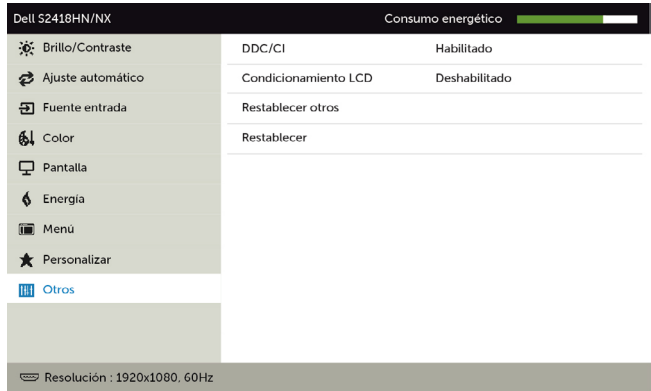 Dell S2418HN/NX
Consumo energético
Brillo/Contraste
Ajuste automático
Fuente entrada
Color
Pantalla
Energía
Menú
Personalizar
Otros
DDC/CI Habilitado
Condicionamiento LCD Deshabilitado
Restablecer otros
Restablecer
Resolución : 1920x1080, 60Hz